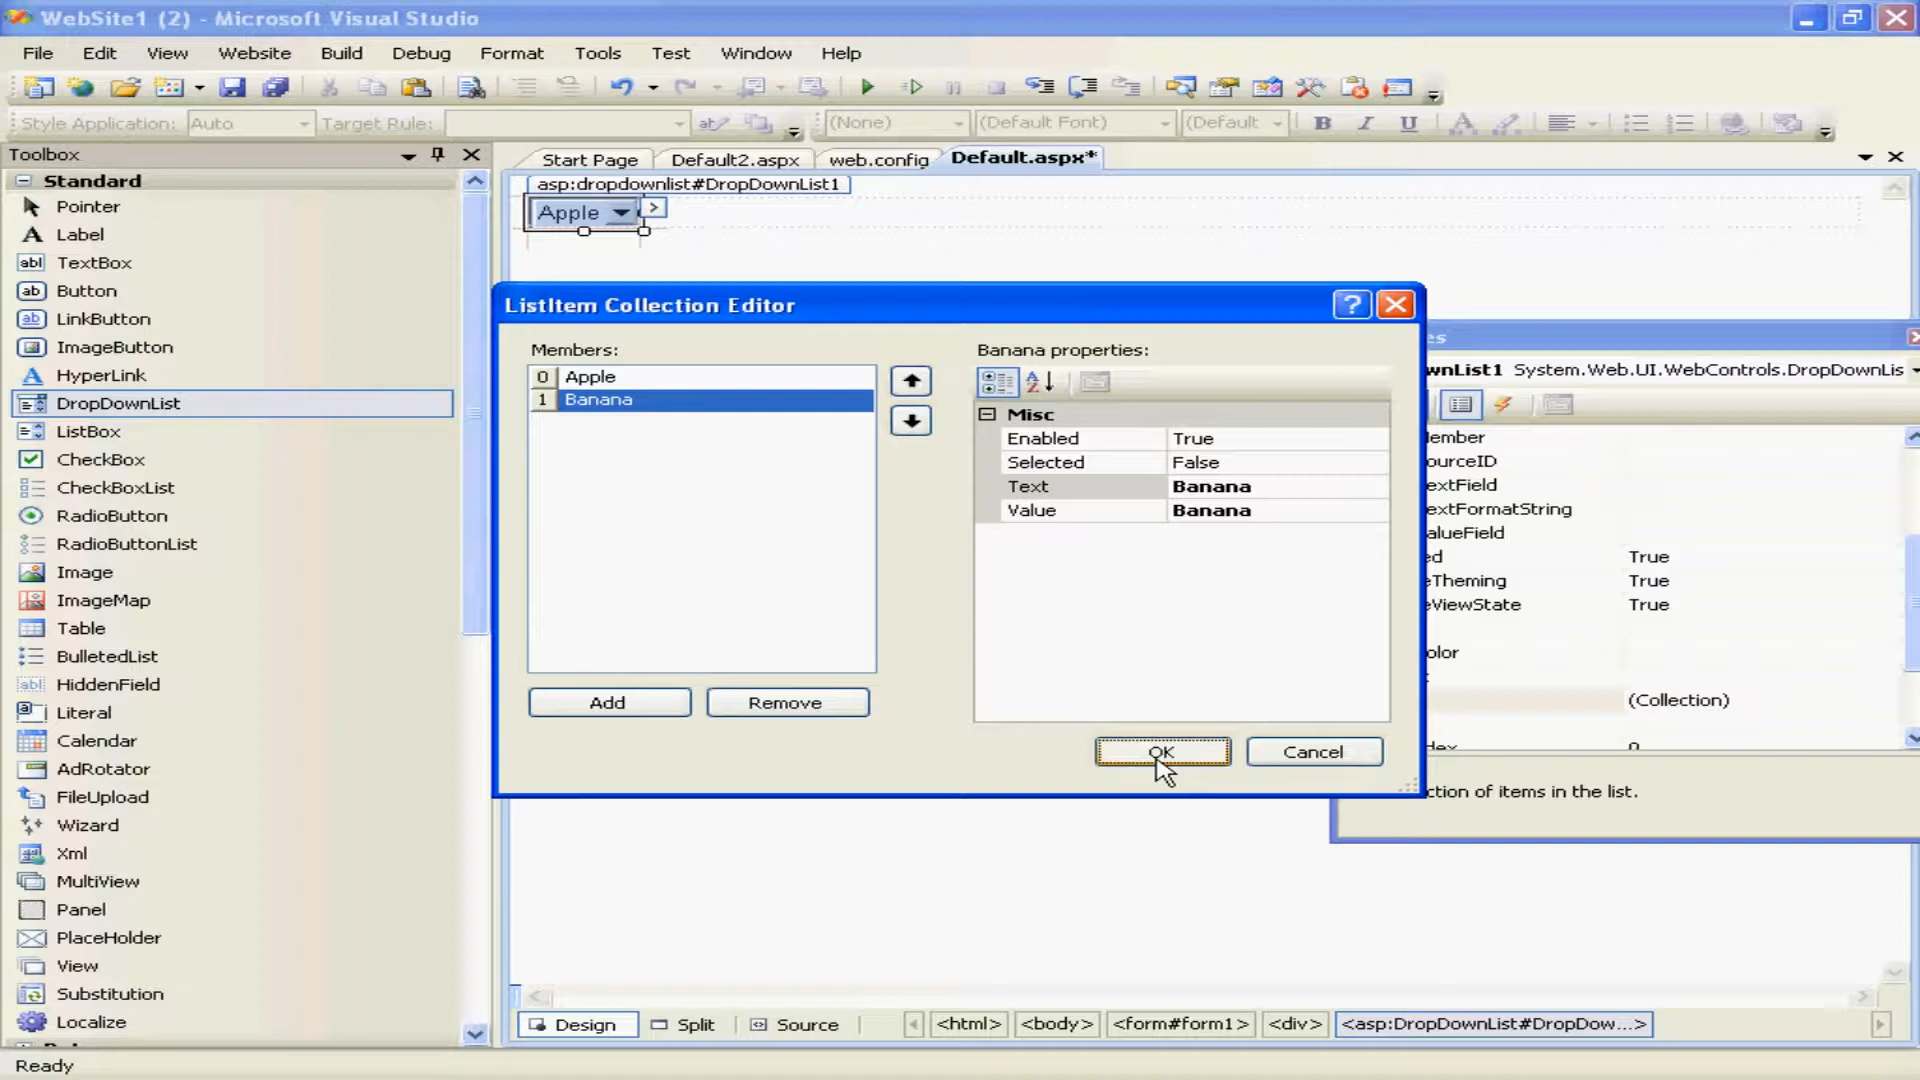 WebSite1 (2) - Microsoft Visual Studio
File Edit View Website Build Debug Format Tools Test Window Help
Style Application: Auto Target Rule: (None) (Default Font) (Default B I U
Toolbox
Start Page Default2.aspx web.config Default.aspx*
Standard
asp:dropdownlist#DropDownList1
Pointer
Apple
Label
TextBox
Button
LinkButton
ImageButton
HyperLink
DropDownList
ListBox
CheckBox
CheckBoxList
RadioButton
RadioButtonList
Image
ImageMap
Table
BulletedList
HiddenField
Literal
Calendar
AdRotator
FileUpload
Wizard
Xml
MultiView
Panel
PlaceHolder
View
Substitution
Localize
ListItem Collection Editor
Members:
0 Apple
1 Banana
Add Remove
Banana properties:
Misc
Enabled True
Selected False
Text Banana
Value Banana
OK Cancel
es
wnList1 System.Web.UI.WebControls.DropDownLis
ember
ourceID
extField
extFormatString
alueField
ed True
eTheming True
eViewState True
olor
(Collection)
dex 0
ction of items in the list.
Design Split Source <html> <body> <form#form1> <div> <asp:DropDownList#DropDow...>
Ready